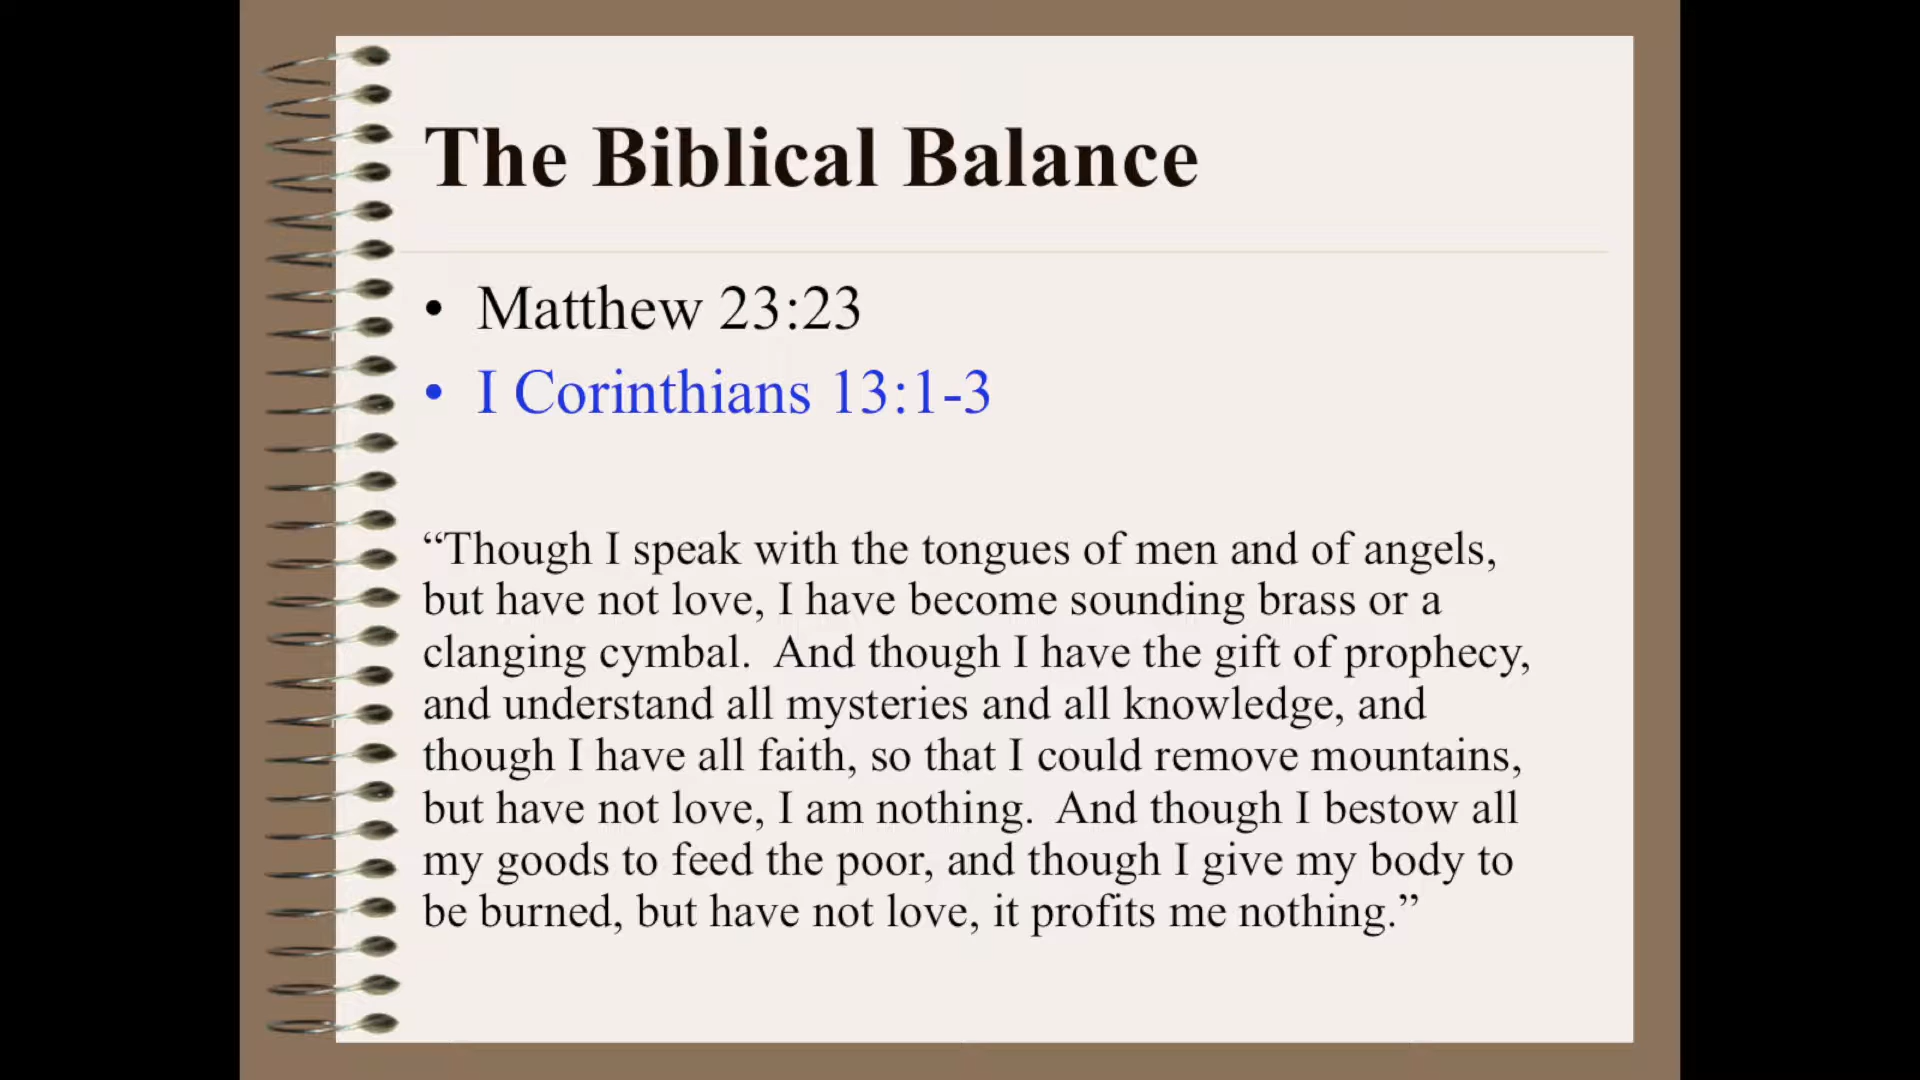 The Biblical Balance
• Matthew 23:23
• I Corinthians 13:1-3
“Though I speak with the tongues of men and of angels,
but have not love, I have become sounding brass or a
clanging cymbal.  And though I have the gift of prophecy,
and understand all mysteries and all knowledge, and
though I have all faith, so that I could remove mountains,
but have not love, I am nothing.  And though I bestow all
my goods to feed the poor, and though I give my body to
be burned, but have not love, it profits me nothing.”